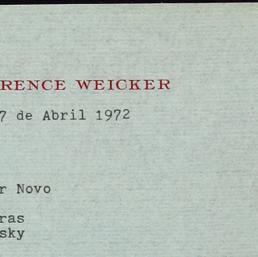 RENCE WEICKER
7 de Abril 1972
r Novo
ras
sky